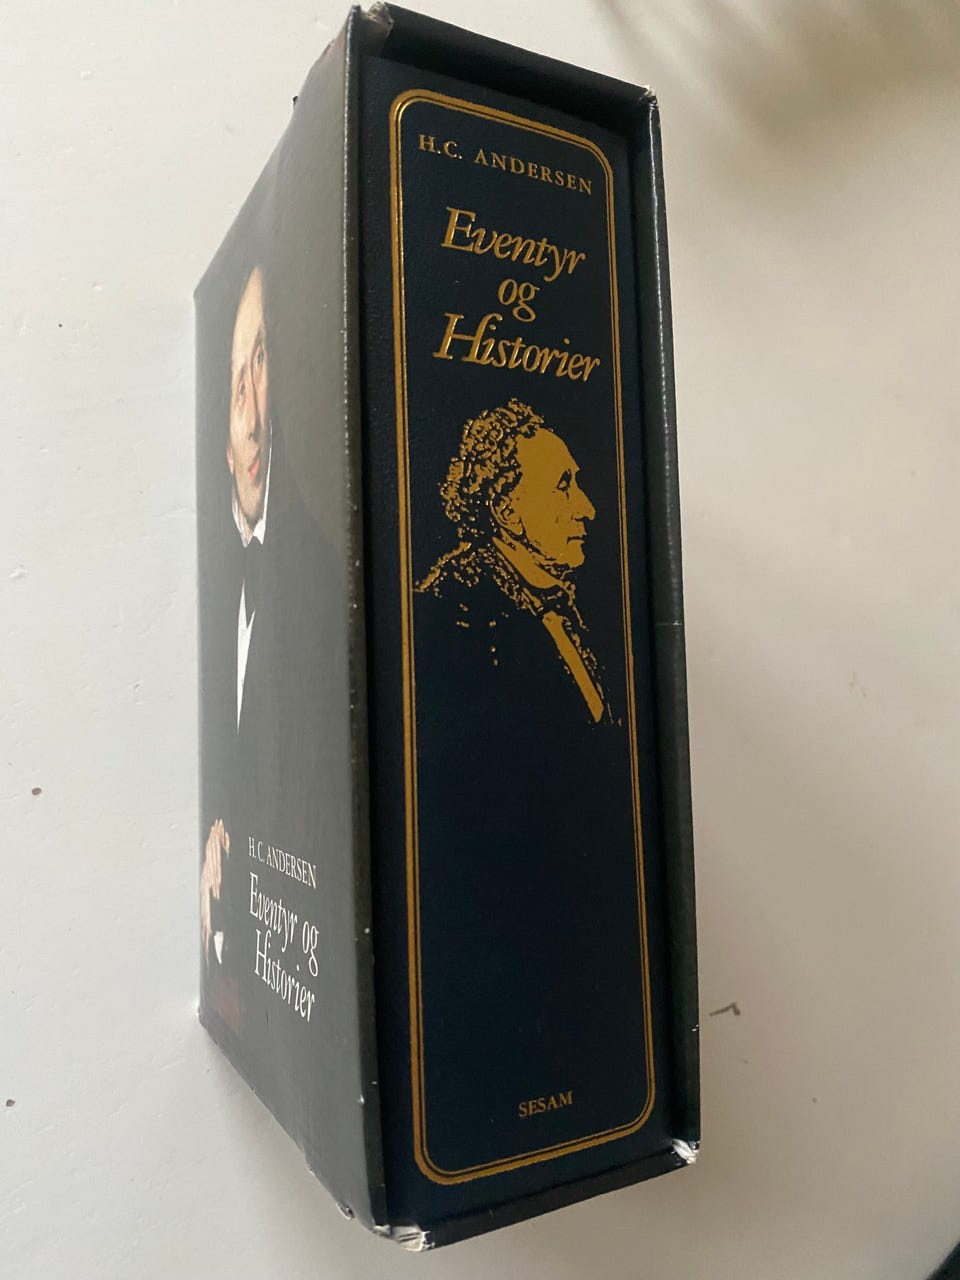 H.C. ANDERSEN
Eventyr
og
Historier
SESAM
H.C. ANDERSEN
Eventyr og
Historier